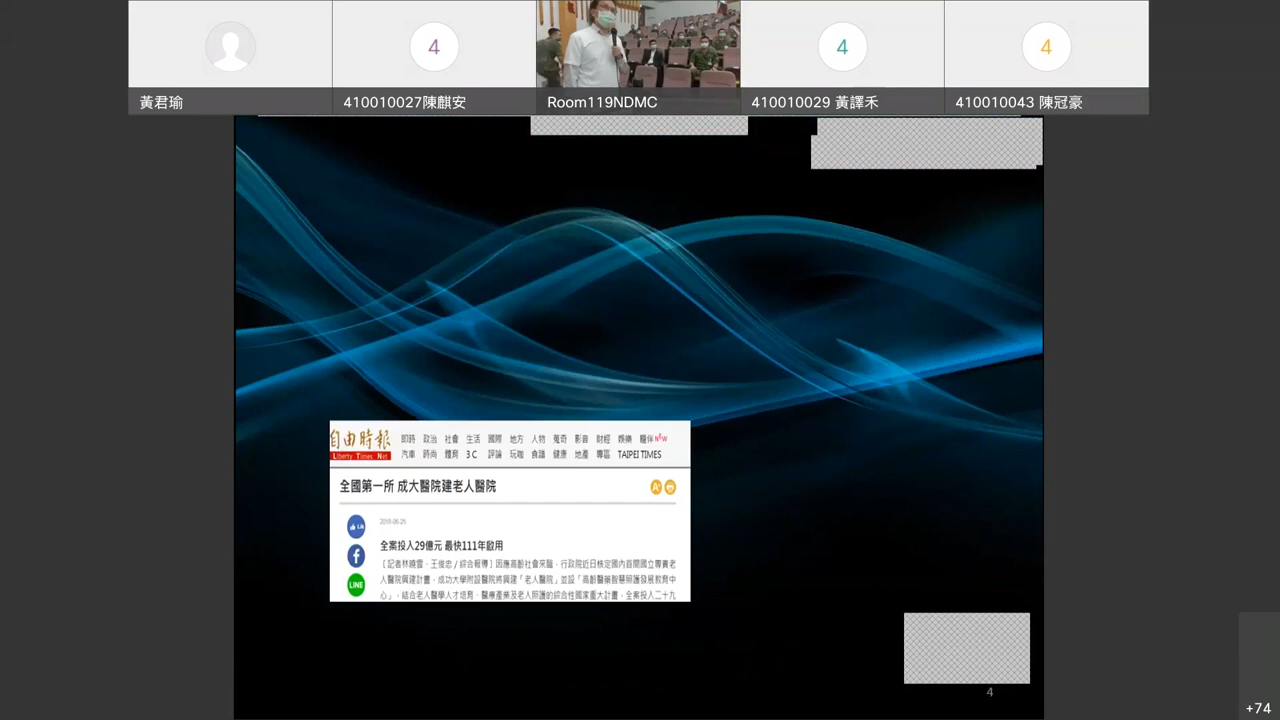 4
4
4
黃君瑜
410010027陳麒安
Room119NDMC
410010029 黃譯禾
410010043 陳冠豪
自由時報
Liberty Times Net
即時 政治 社會 生活 國際 地方 人物 蒐奇 影音 財經 娛樂 寵伴 NEW
汽車 時尚 體育 3 C 評論 玩咖 食譜 健康 地產 專區 TAIPEI TIMES
全國第一所 成大醫院建老人醫院
A+
2018-06-25
全案投入29億元 最快111年啟用
〔記者林曉雲、王俊忠／綜合報導〕因應高齡社會來臨，行政院近日核定國內首間國立專責老
人醫院興建計畫，成功大學附設醫院將興建「老人醫院」並設「高齡醫藥智慧照護發展教育中
心」，結合老人醫學人才培育、醫療產業及老人照護的綜合性國家重大計畫，全案投入二十九
LINE
4
+74